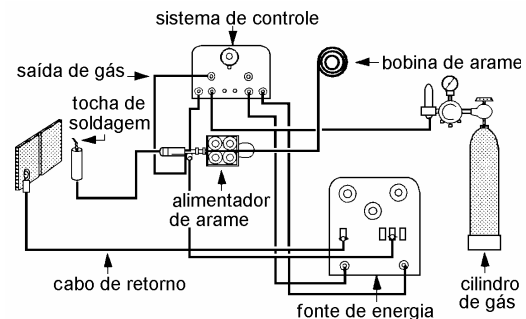 sistema de controle
saída de gás
bobina de arame
tocha de
soldagem
alimentador
de arame
cabo de retorno
fonte de energia
cilindro
de gás